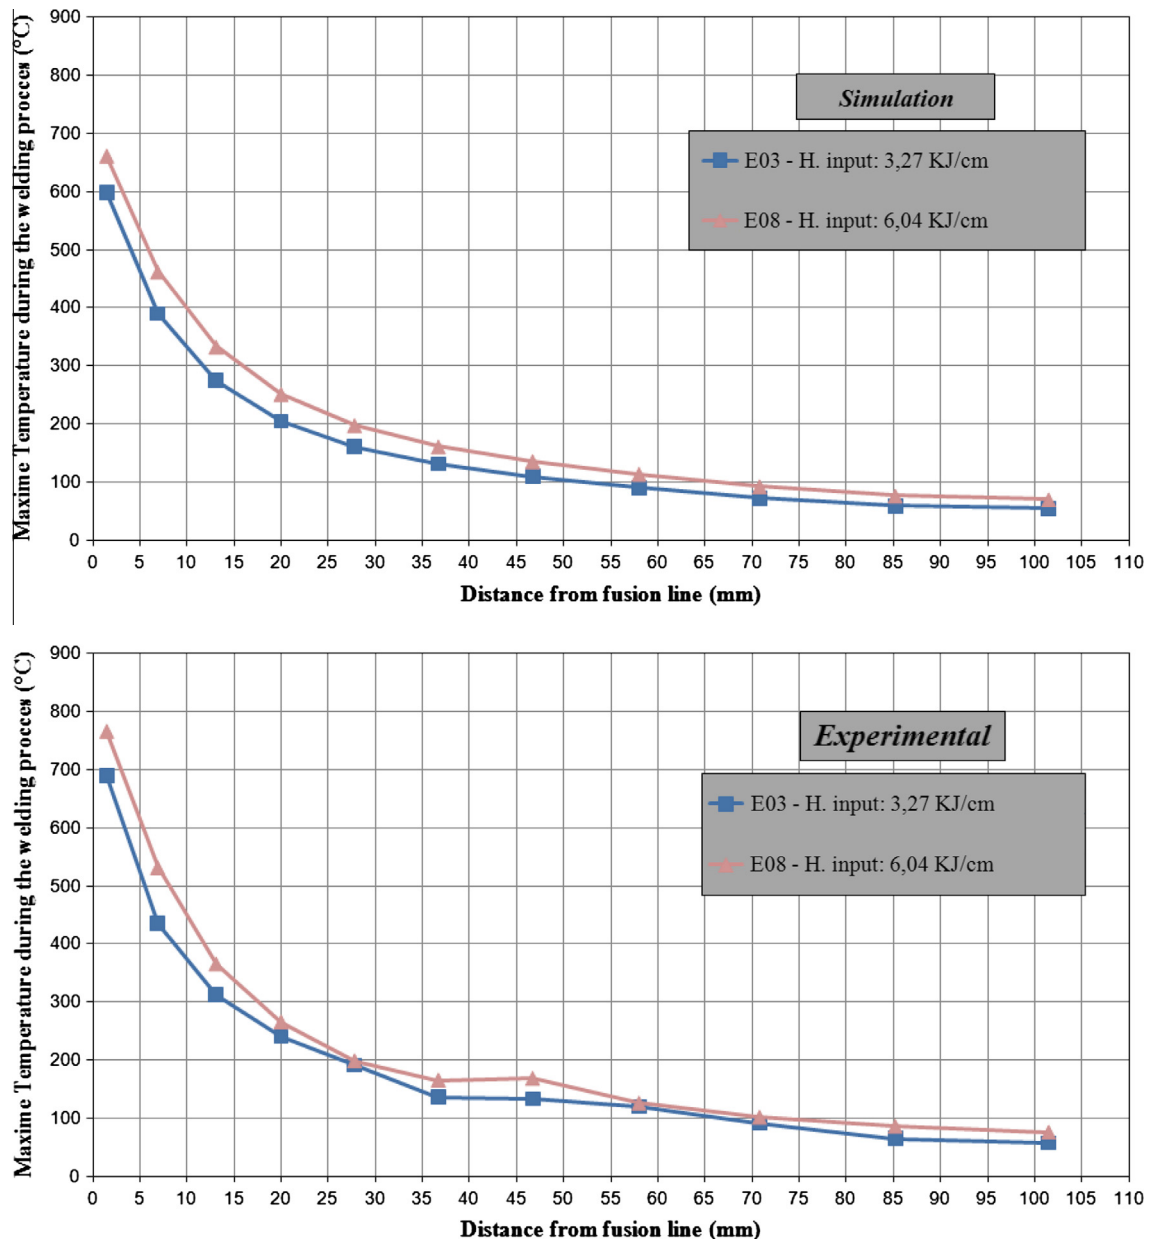 Maxime Temperature during the welding procces (°C)
900
800
700
600
500
400
300
200
100
0
Simulation
E03 - H. input: 3,27 KJ/cm
E08 - H. input: 6,04 KJ/cm
0 5 10 15 20 25 30 35 40 45 50 55 60 65 70 75 80 85 90 95 100 105 110
Distance from fusion line (mm)
Maxime Temperature during the welding procces (°C)
900
800
700
600
500
400
300
200
100
0
Experimental
E03 - H. input: 3,27 KJ/cm
E08 - H. input: 6,04 KJ/cm
0 5 10 15 20 25 30 35 40 45 50 55 60 65 70 75 80 85 90 95 100 105 110
Distance from fusion line (mm)